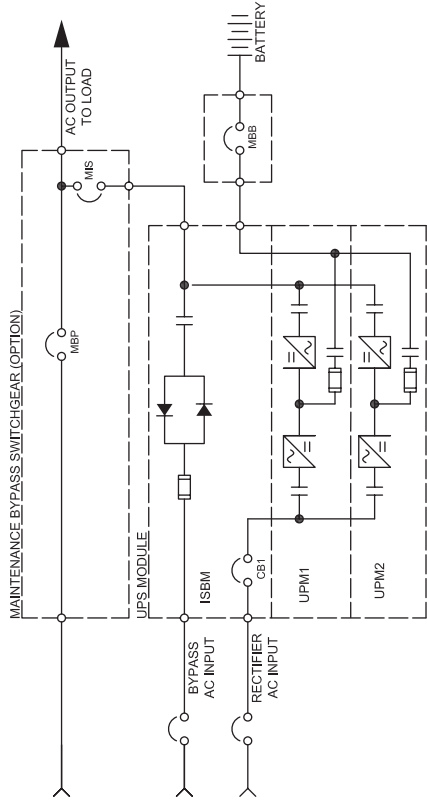 MAINTENANCE BYPASS SWITCHGEAR (OPTION)
AC OUTPUT
TO LOAD
MBP
MIS
BATTERY
MBB
UPS MODULE
BYPASS
AC INPUT
ISBM
RECTIFIER
AC INPUT
CB1
UPM1
UPM2